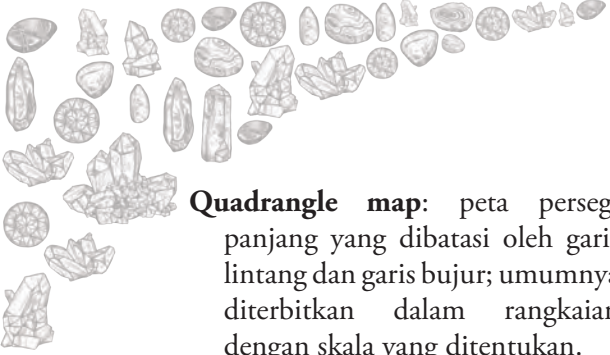 Quadrangle map: peta perseg
panjang yang dibatasi oleh gari
lintang dan garis bujur; umumnya
diterbitkan dalam rangkaian
dengan skala yang ditentukan.